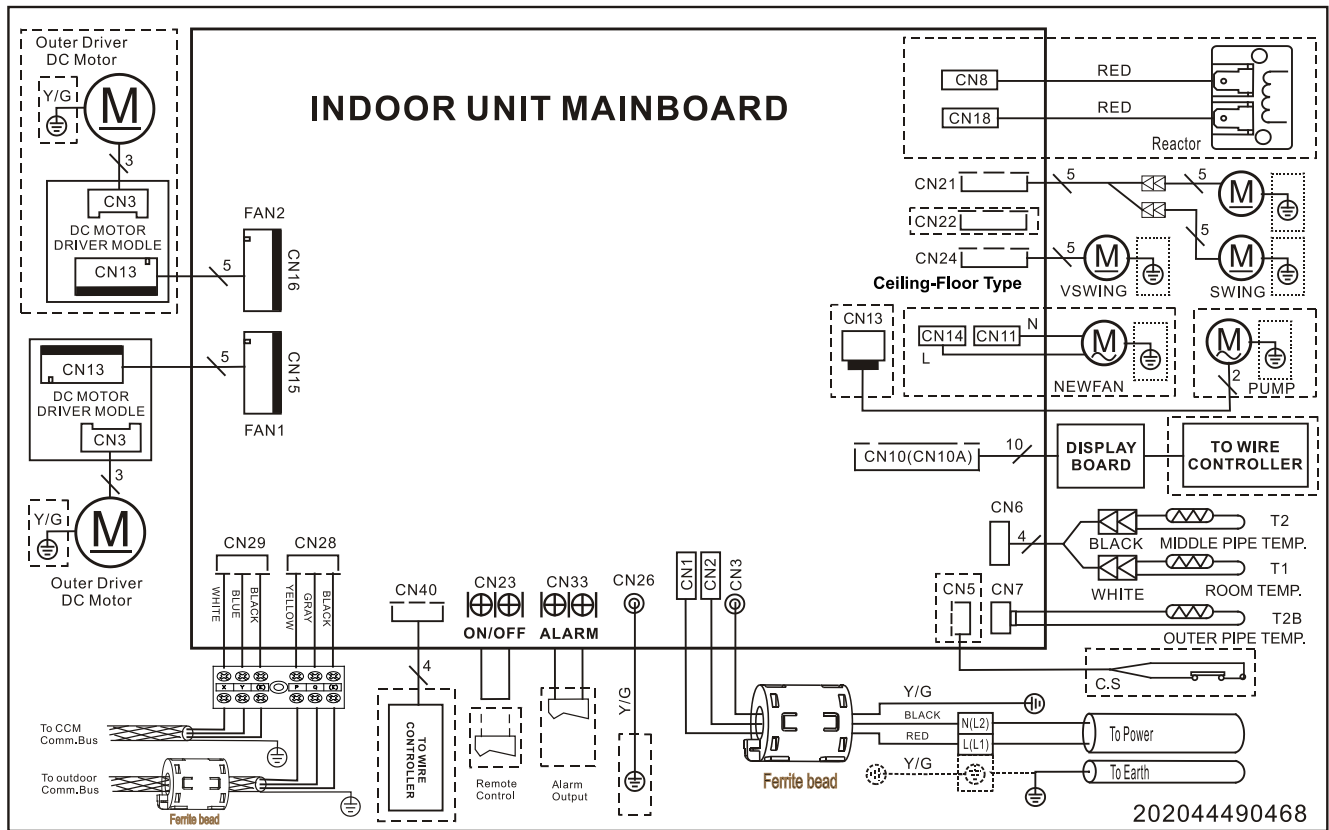 Outer Driver
DC Motor
Y/G
M
3
CN3
DC MOTOR
DRIVER MODLE
CN13
5
FAN2
CN16
INDOOR UNIT MAINBOARD
CN8
RED
CN18
RED
Reactor
CN21
5
5
M
CN22
5
CN24
5
M
M
Ceiling-Floor Type
VSWING
SWING
CN13
CN14
CN11
N
L
M
NEWFAN
M
2
PUMP
CN13
DC MOTOR
DRIVER MODLE
CN3
5
CN15
FAN1
3
Y/G
M
Outer Driver
DC Motor
CN10(CN10A)
10
DISPLAY
BOARD
TO WIRE
CONTROLLER
CN6
4
BLACK
T2
MIDDLE PIPE TEMP.
WHITE
T1
ROOM TEMP.
CN5
CN7
T2B
OUTER PIPE TEMP.
C.S
CN29
CN28
WHITE
BLUE
BLACK
YELLOW
GRAY
BLACK
X
Y
P
Q
To CCM
Comm.Bus
To outdoor
Comm.Bus
Ferrite bead
CN40
4
TO WIRE
CONTROLLER
CN23
ON/OFF
Remote
Control
CN33
ALARM
Alarm
Output
CN26
Y/G
CN1
CN2
CN3
Ferrite bead
Y/G
BLACK
N(L2)
RED
L(L1)
To Power
Y/G
To Earth
202044490468